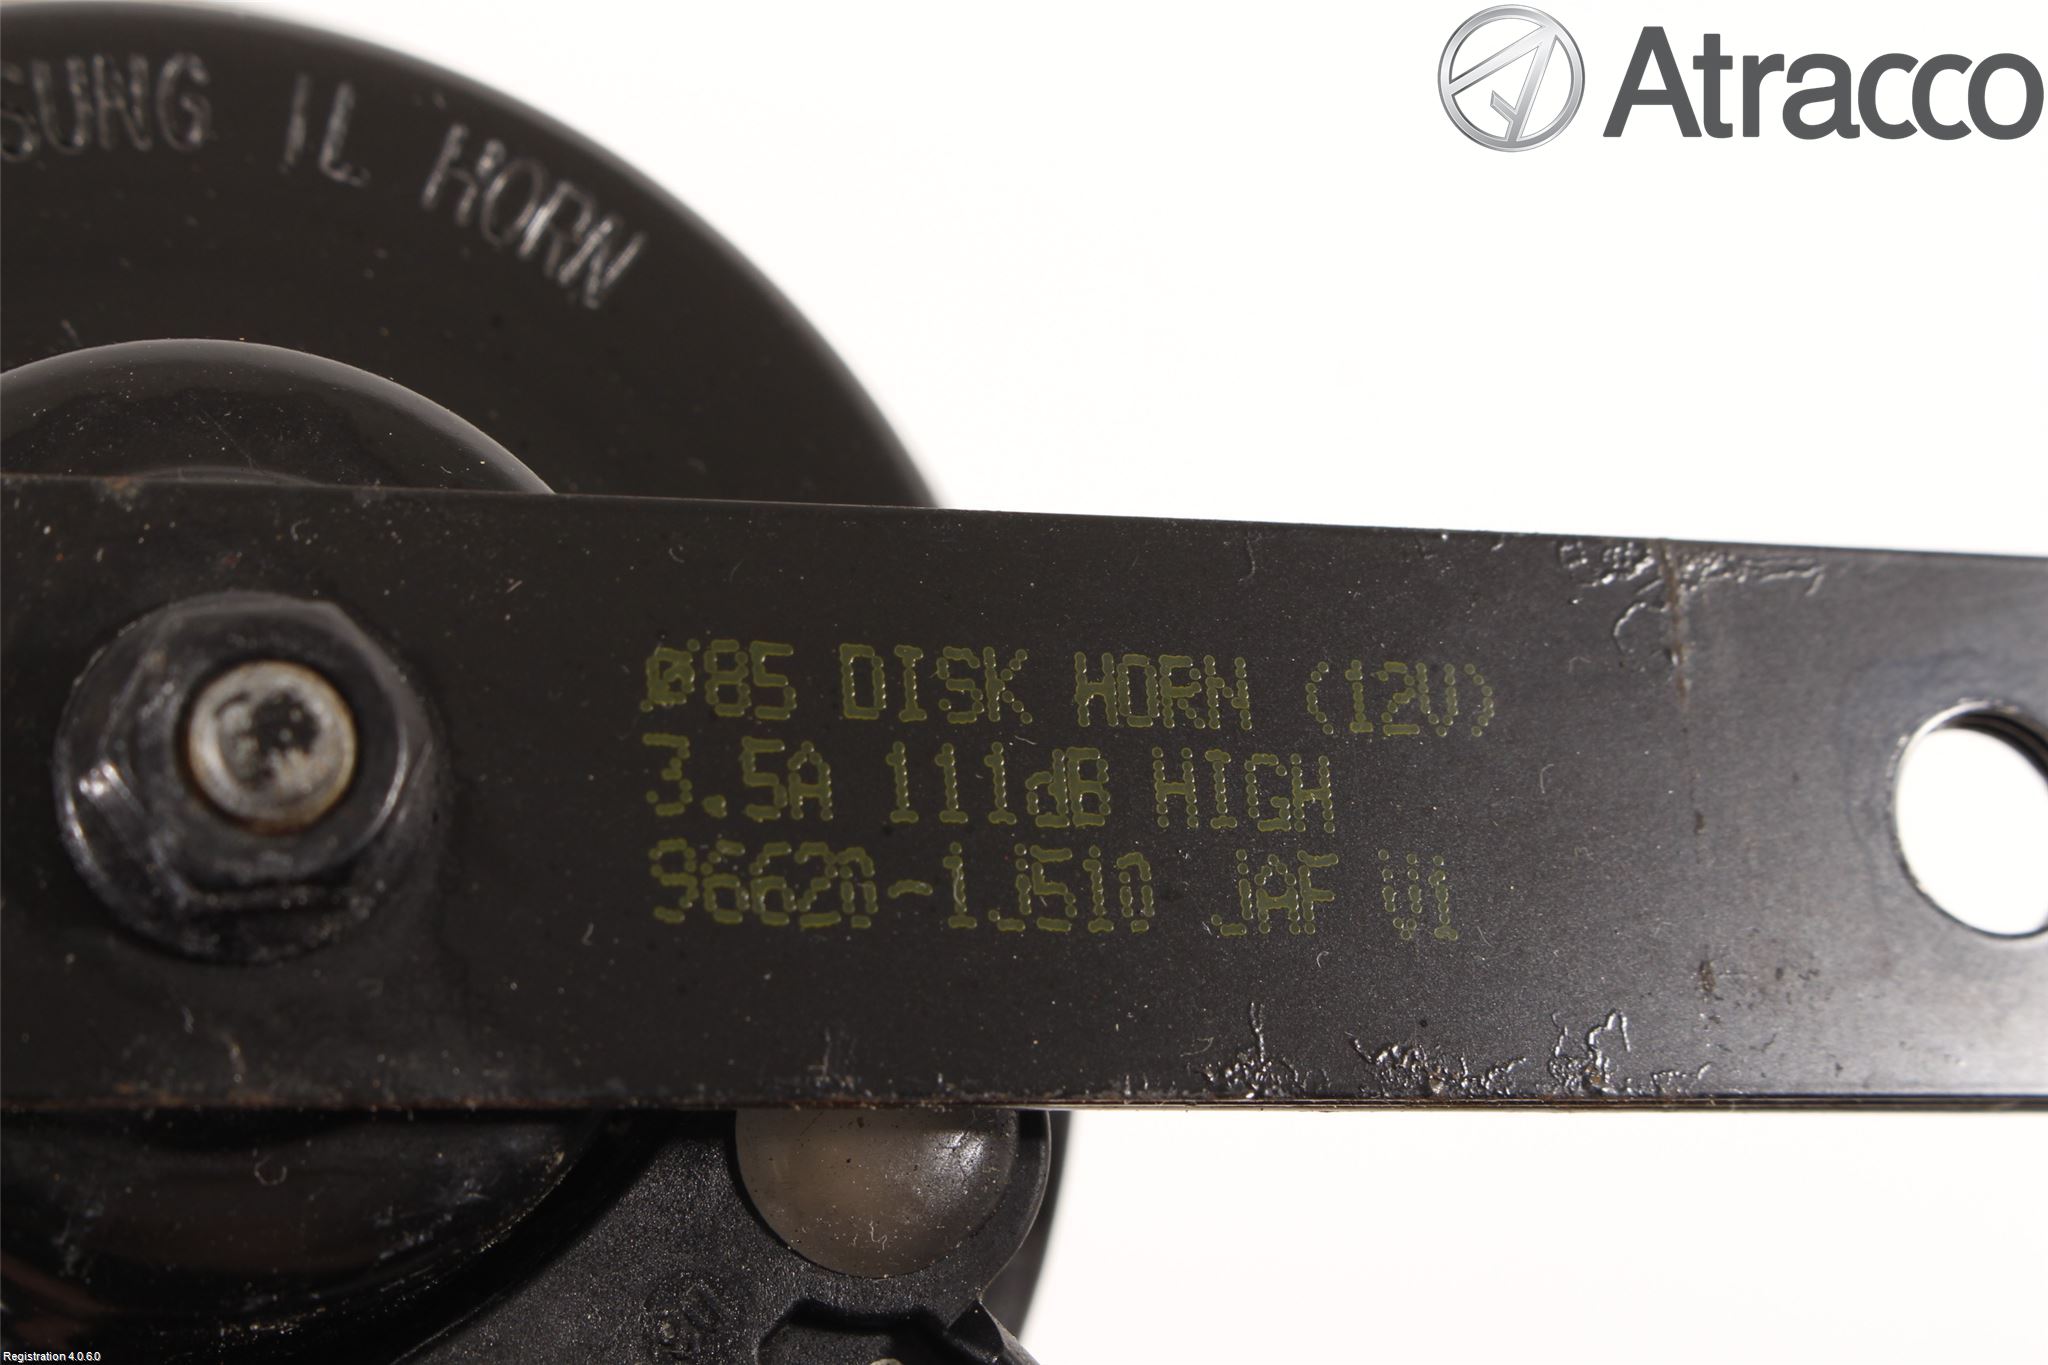 Atracco
SUNG IL HORN
Ø85 DISK HORN (12V)
3.5A 111dB HIGH
96620-1J510 JAF V1
Registration 4.0.6.0